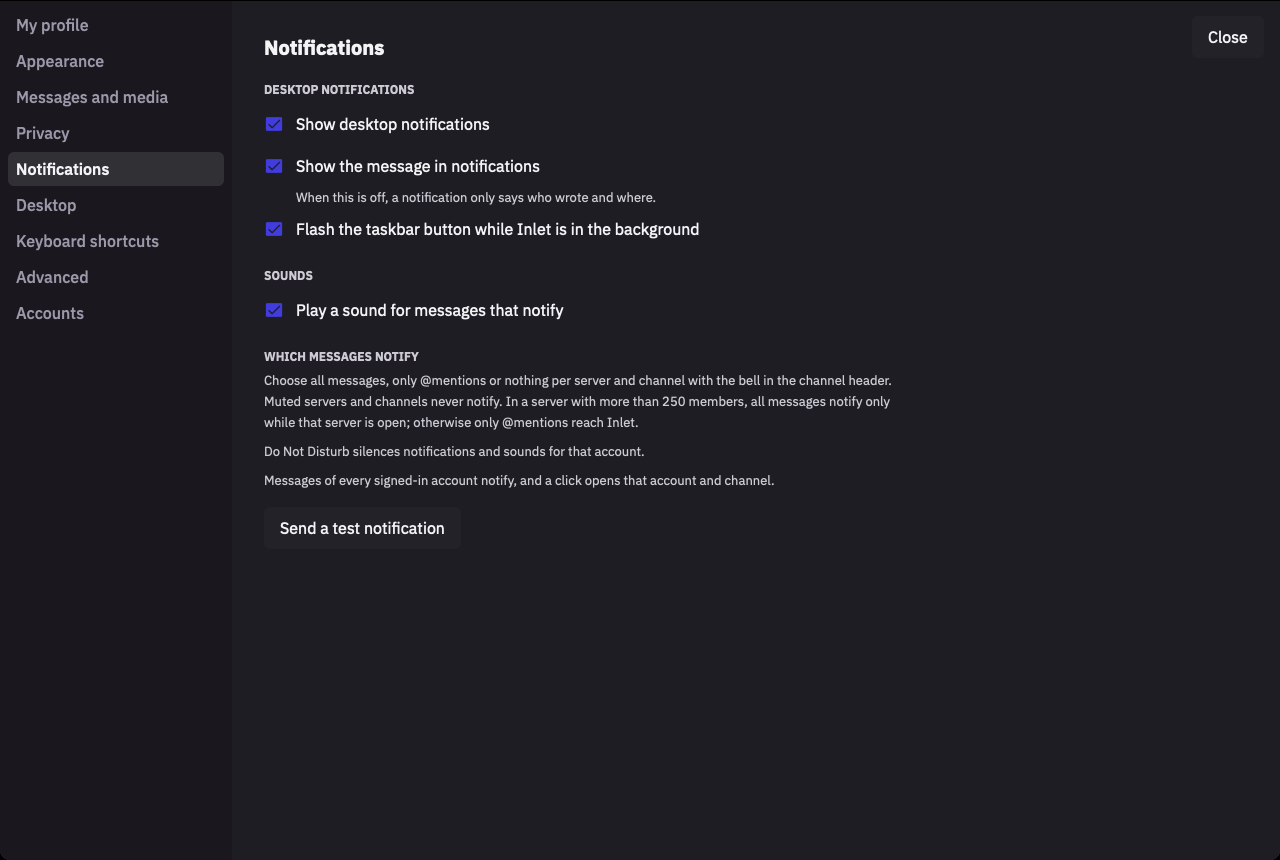 My profile
Appearance
Messages and media
Privacy
Notifications
Desktop
Keyboard shortcuts
Advanced
Accounts
Close
Notifications
DESKTOP NOTIFICATIONS
Show desktop notifications
Show the message in notifications
When this is off, a notification only says who wrote and where.
Flash the taskbar button while Inlet is in the background
SOUNDS
Play a sound for messages that notify
WHICH MESSAGES NOTIFY
Choose all messages, only @mentions or nothing per server and channel with the bell in the channel header.
Muted servers and channels never notify. In a server with more than 250 members, all messages notify only
while that server is open; otherwise only @mentions reach Inlet.
Do Not Disturb silences notifications and sounds for that account.
Messages of every signed-in account notify, and a click opens that account and channel.
Send a test notification